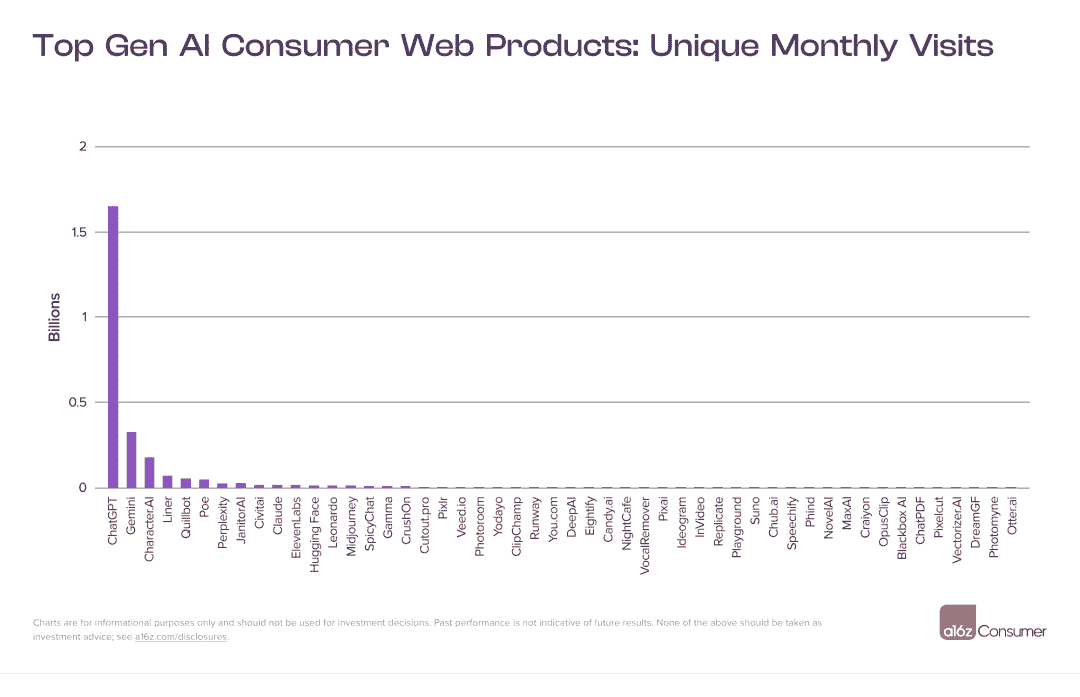 Top Gen AI Consumer Web Products: Unique Monthly Visits
2
1.5
1
0.5
0
Billions
ChatGPT
Gemini
Character.AI
Liner
Quillbot
Poe
Perplexity
JanitorAI
Civitai
Claude
ElevenLabs
Hugging Face
Leonardo
Midjourney
SpicyChat
Gamma
CrushOn
Cutout.pro
Pixlr
Veed.io
Photoroom
Yodayo
ClipChamp
Runway
You.com
DeepAI
Eightify
Candy.ai
NightCafe
VocalRemover
Pixai
Ideogram
InVideo
Replicate
Playground
Suno
Chub.ai
Speechify
Phind
NovelAI
MaxAI
Craiyon
OpusClip
Blackbox AI
ChatPDF
Pixelcut
Vectorizer.AI
DreamGF
Photomyne
Otter.ai
Charts are for informational purposes only and should not be used for investment decisions. Past performance is not indicative of future results. None of the above should be taken as
investment advice; see a16z.com/disclosures.
a16z Consumer